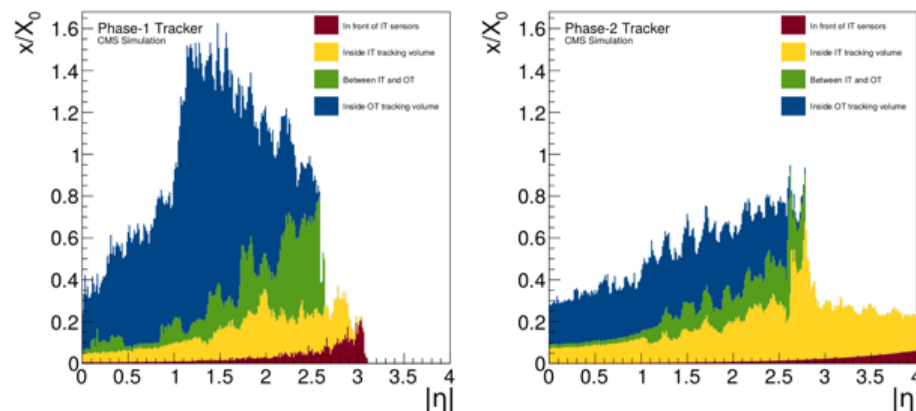 Phase-1 Tracker
CMS Simulation
In front of IT sensors
Inside IT tracking volume
Between IT and OT
Inside OT tracking volume
x/X0
1.6
1.4
1.2
1
0.8
0.6
0.4
0.2
0
0 0.5 1 1.5 2 2.5 3 3.5 4
|η|
Phase-2 Tracker
CMS Simulation
In front of IT sensors
Inside IT tracking volume
Between IT and OT
Inside OT tracking volume
x/X0
1.6
1.4
1.2
1
0.8
0.6
0.4
0.2
0
0 0.5 1 1.5 2 2.5 3 3.5 4
|η